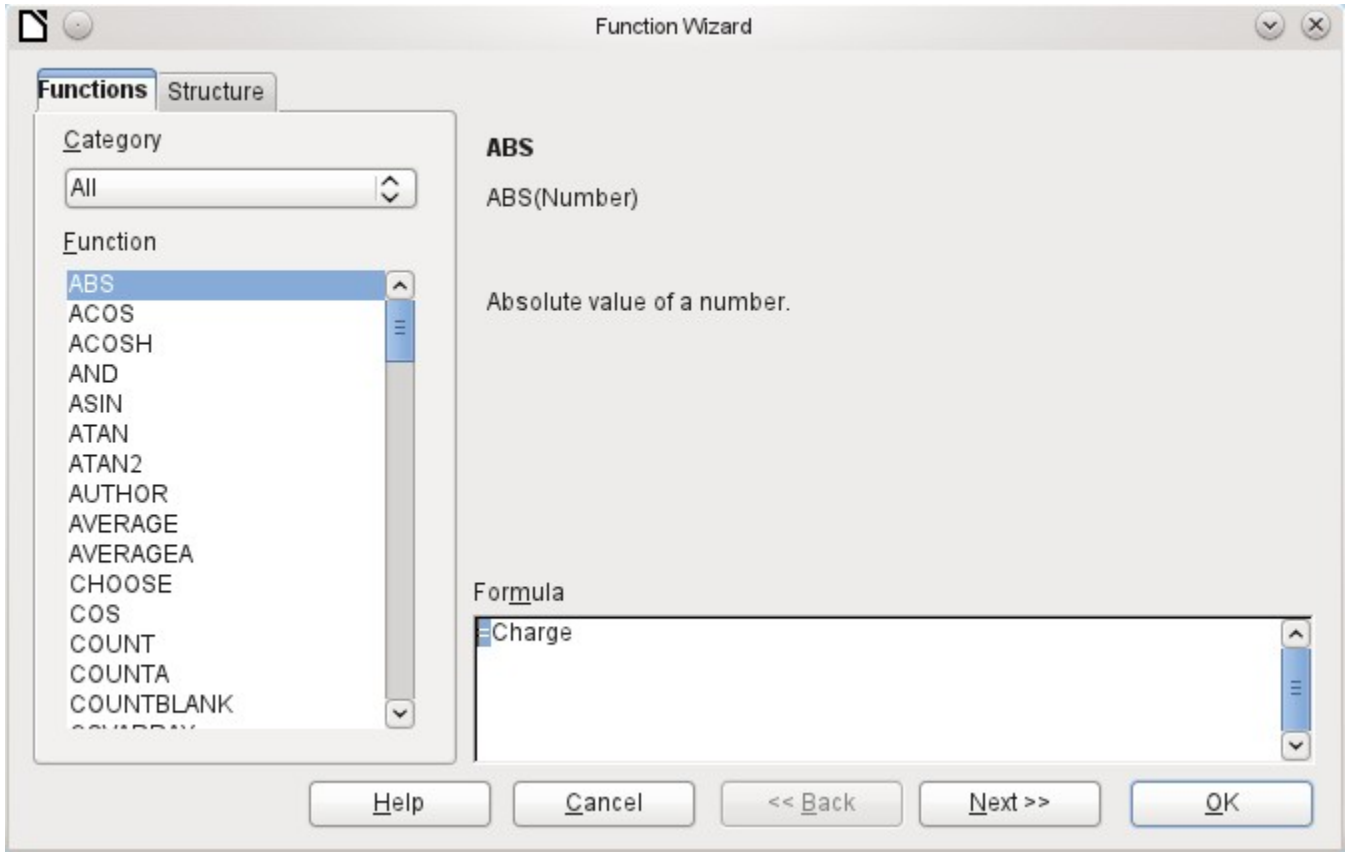 Function Wizard
Functions Structure
Category
All
Function
ABS
ACOS
ACOSH
AND
ASIN
ATAN
ATAN2
AUTHOR
AVERAGE
AVERAGEA
CHOOSE
COS
COUNT
COUNTA
COUNTBLANK
ABS
ABS(Number)
Absolute value of a number.
Formula
=Charge
Help Cancel << Back Next >> OK